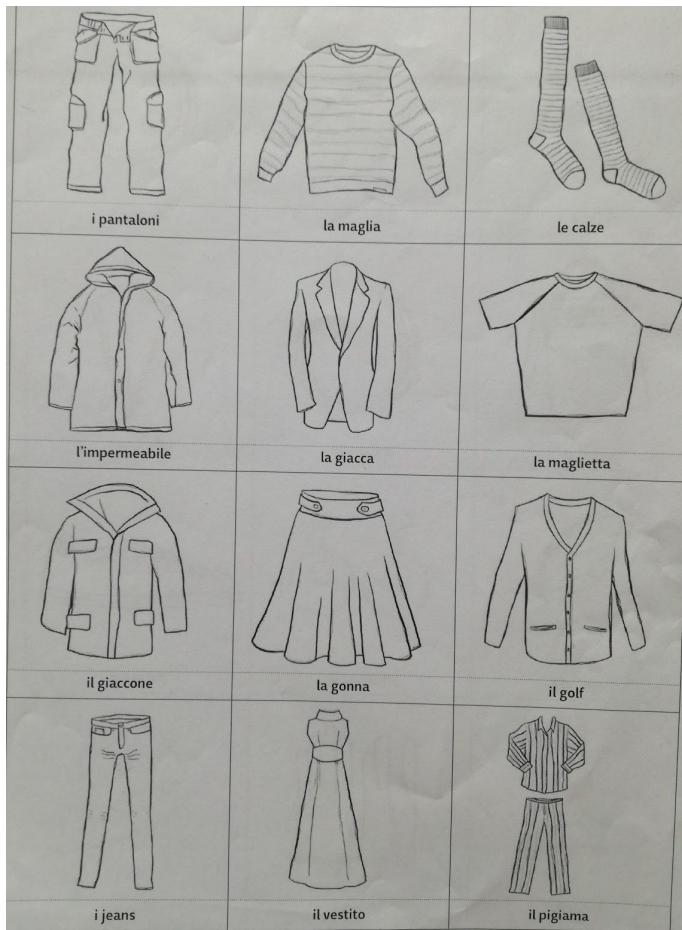 i pantaloni
la maglia
le calze
l'impermeabile
la giacca
la maglietta
il giaccone
la gonna
il golf
i jeans
il vestito
il pigiama